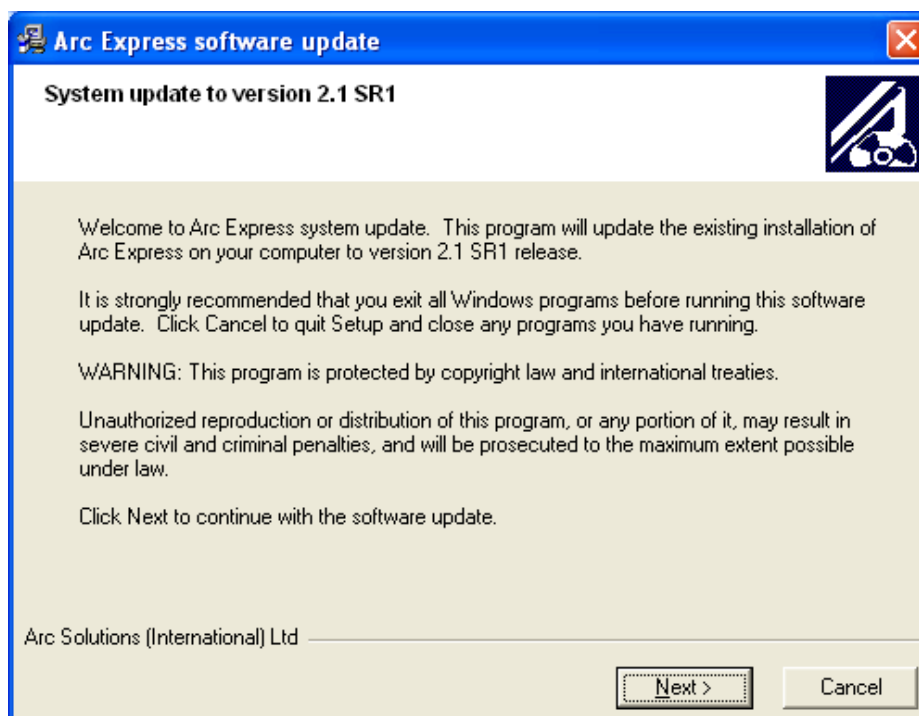 Arc Express software update
System update to version 2.1 SR1
Welcome to Arc Express system update.  This program will update the existing installation of
Arc Express on your computer to version 2.1 SR1 release.
It is strongly recommended that you exit all Windows programs before running this software
update.  Click Cancel to quit Setup and close any programs you have running.
WARNING: This program is protected by copyright law and international treaties.
Unauthorized reproduction or distribution of this program, or any portion of it, may result in
severe civil and criminal penalties, and will be prosecuted to the maximum extent possible
under law.
Click Next to continue with the software update.
Arc Solutions (International) Ltd
Next >
Cancel